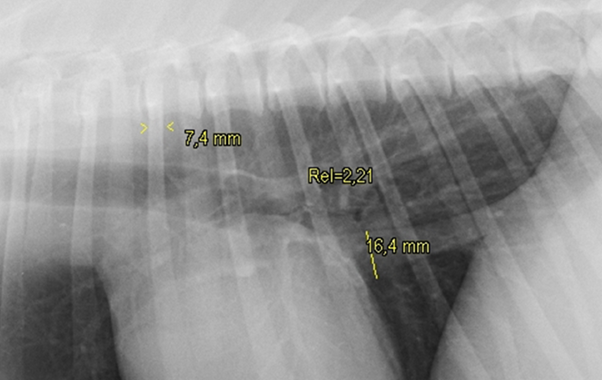 > <
7,4 mm
Rel=2,21
16,4 mm